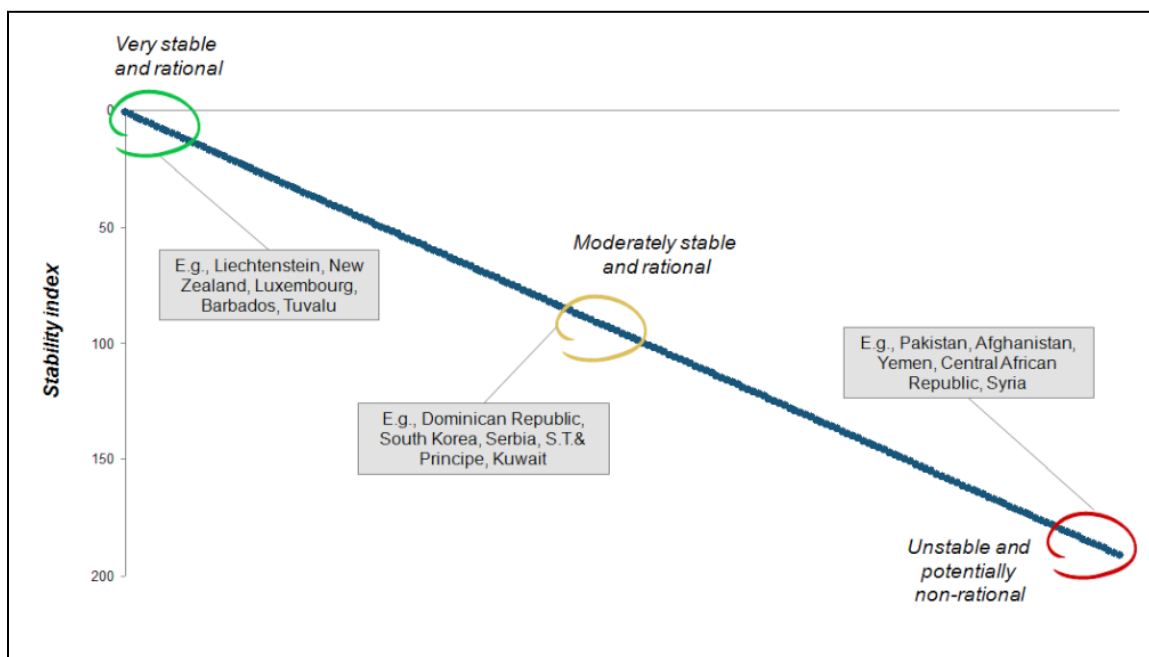 Very stable
and rational
0
E.g., Liechtenstein, New
Zealand, Luxembourg,
Barbados, Tuvalu
50
Moderately stable
and rational
Stability index
100
E.g., Dominican Republic,
South Korea, Serbia, S.T.&
Principe, Kuwait
E.g., Pakistan, Afghanistan,
Yemen, Central African
Republic, Syria
150
Unstable and
potentially
non-rational
200